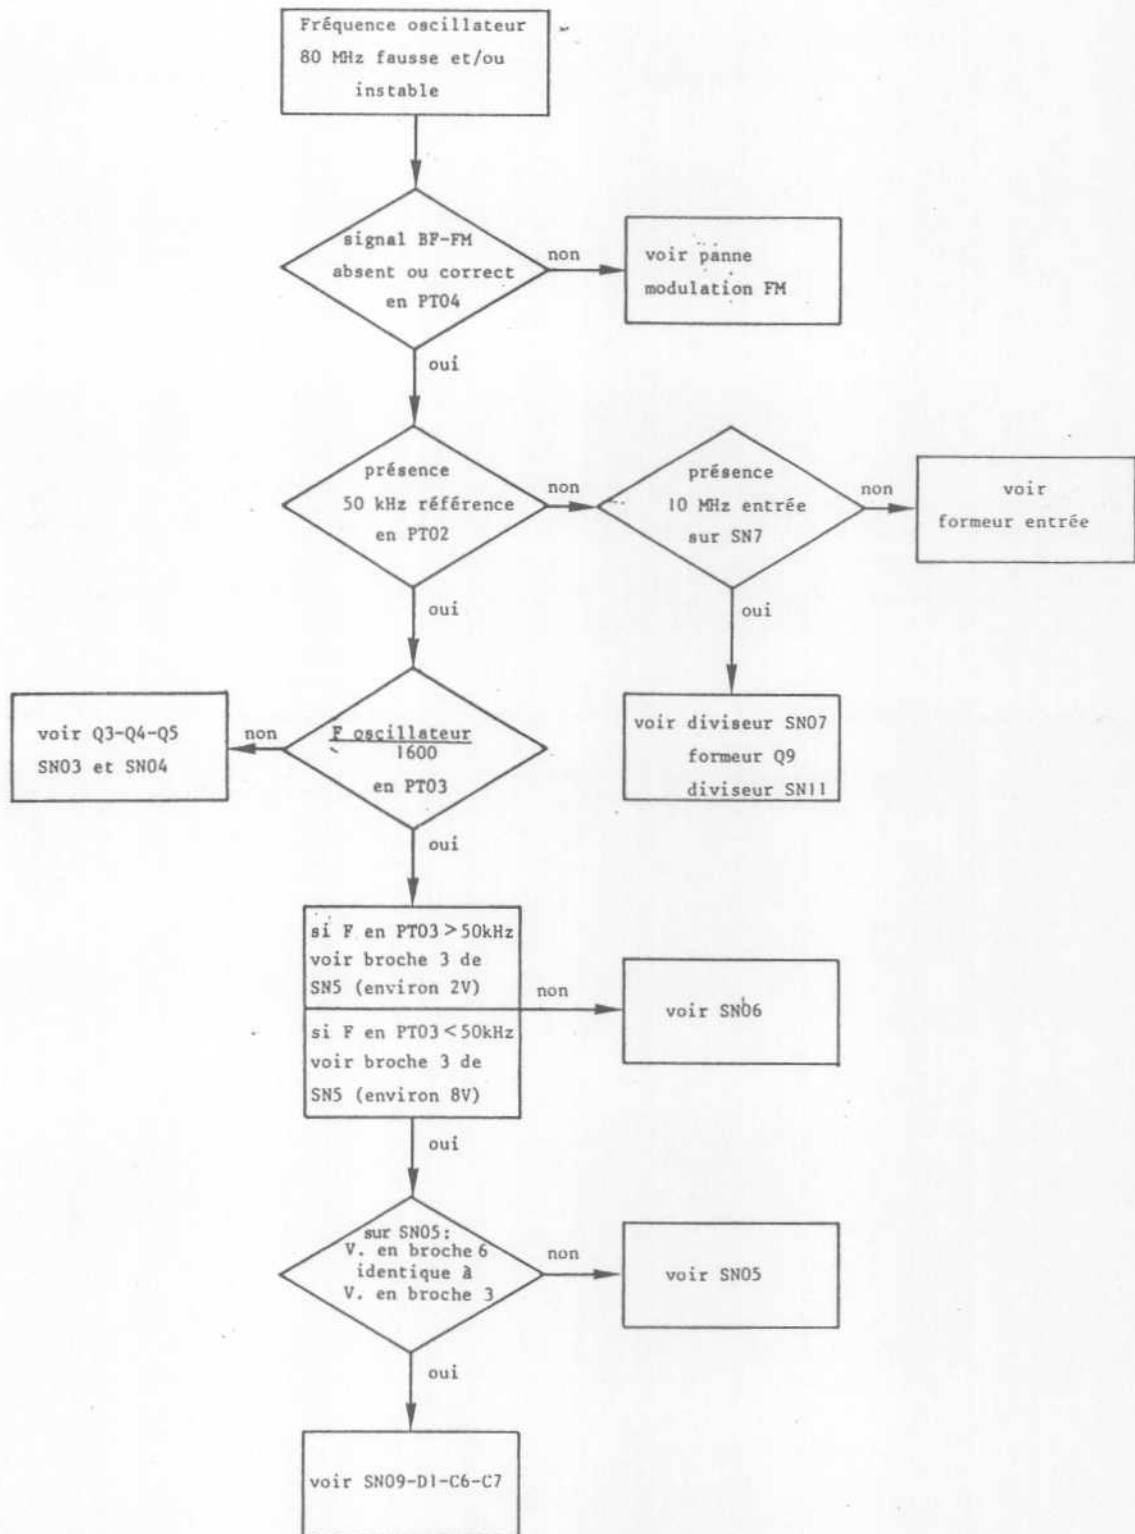 Fréquence oscillateur
80 MHz fausse et/ou
instable
signal BF-FM
absent ou correct
en PT04
non
voir panne
modulation FM
oui
présence
50 kHz référence
en PT02
non
présence
10 MHz entrée
sur SN7
non
voir
formeur entrée
oui
oui
voir diviseur SN07
formeur Q9
diviseur SN11
F oscillateur
1600
en PT03
non
voir Q3-Q4-Q5
SN03 et SN04
oui
si F en PT03 > 50kHz
voir broche 3 de
SN5 (environ 2V)
si F en PT03 < 50kHz
voir broche 3 de
SN5 (environ 8V)
non
voir SN06
oui
sur SN05:
V. en broche 6
identique à
V. en broche 3
non
voir SN05
oui
voir SN09-D1-C6-C7